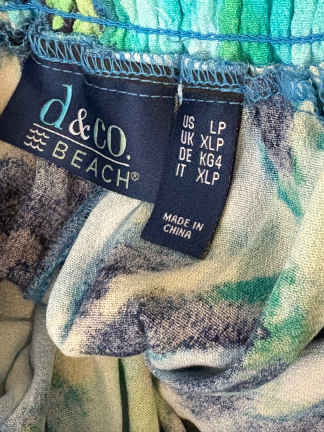 d&co.
BEACH®
US LP
UK XLP
DE KG4
IT XLP
MADE IN
CHINA